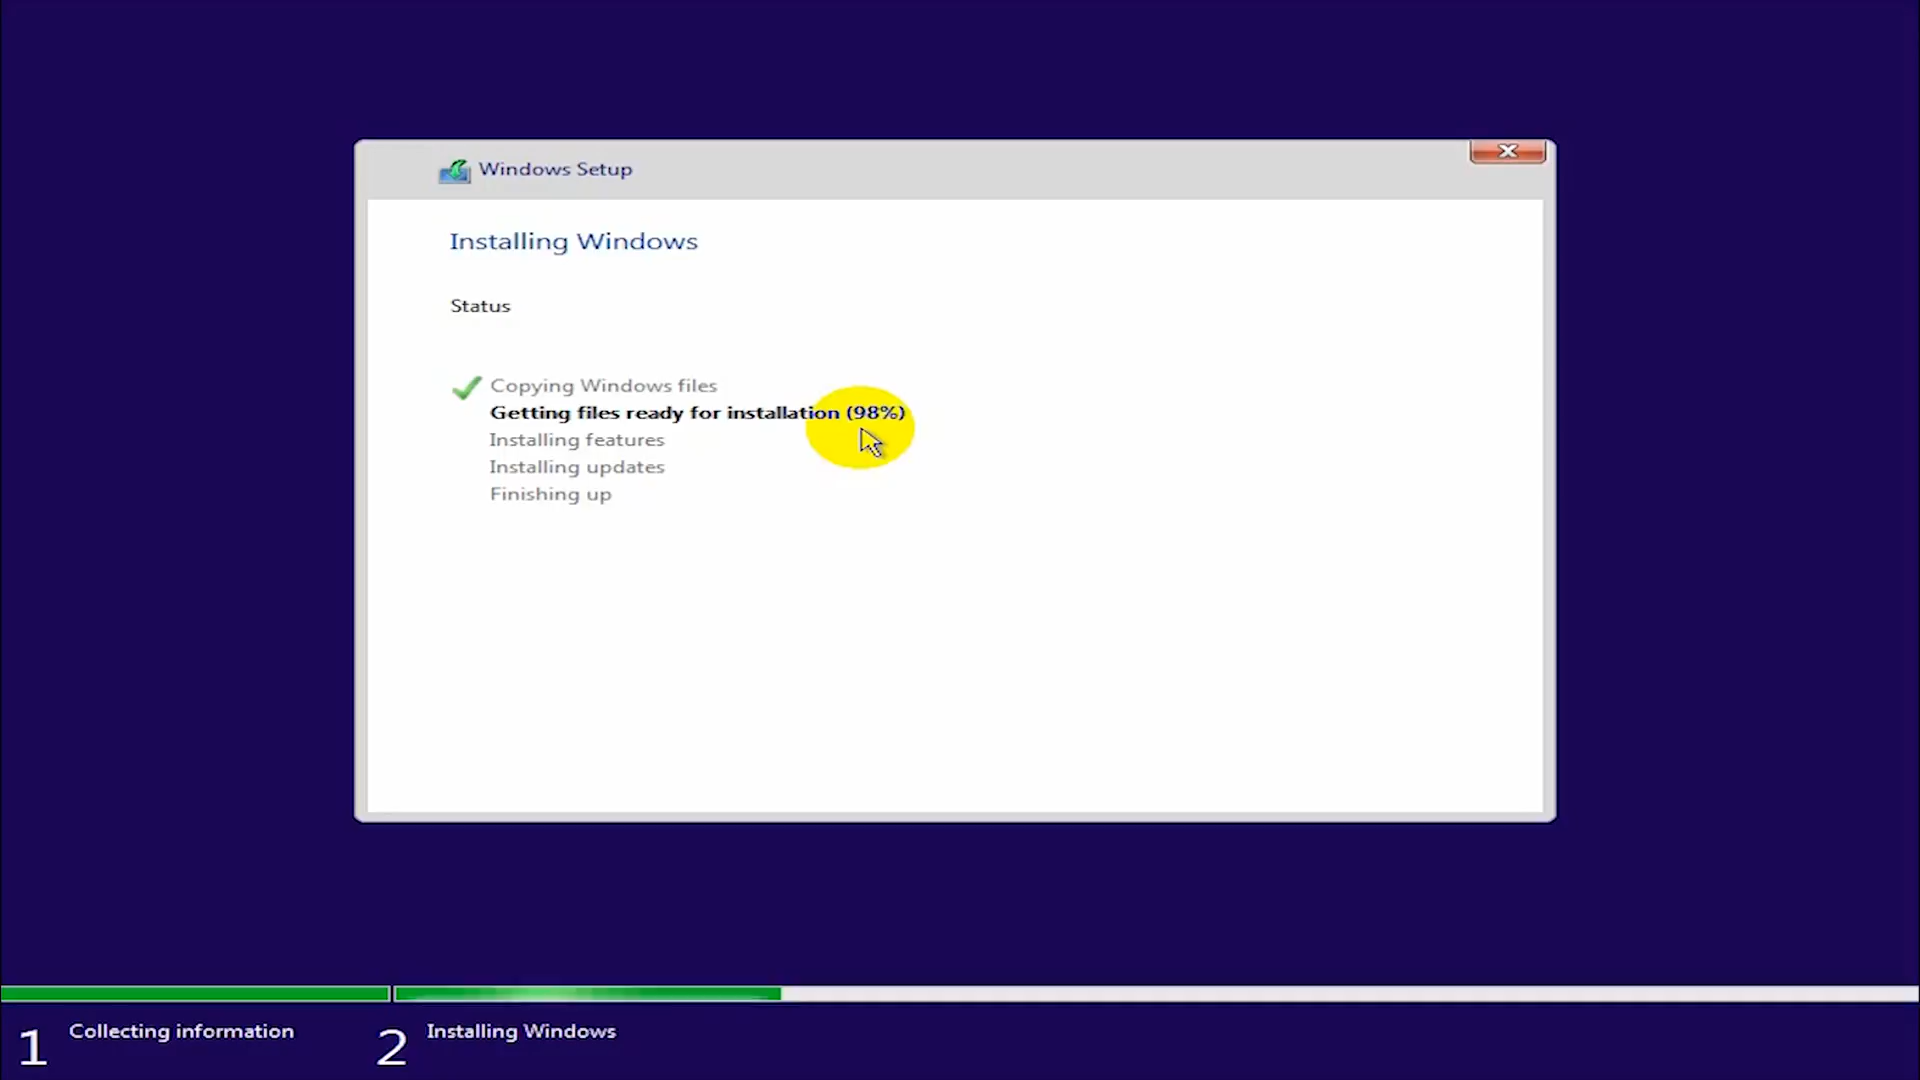 Windows Setup
Installing Windows
Status
Copying Windows files
Getting files ready for installation (98%)
Installing features
Installing updates
Finishing up
1 Collecting information
2 Installing Windows